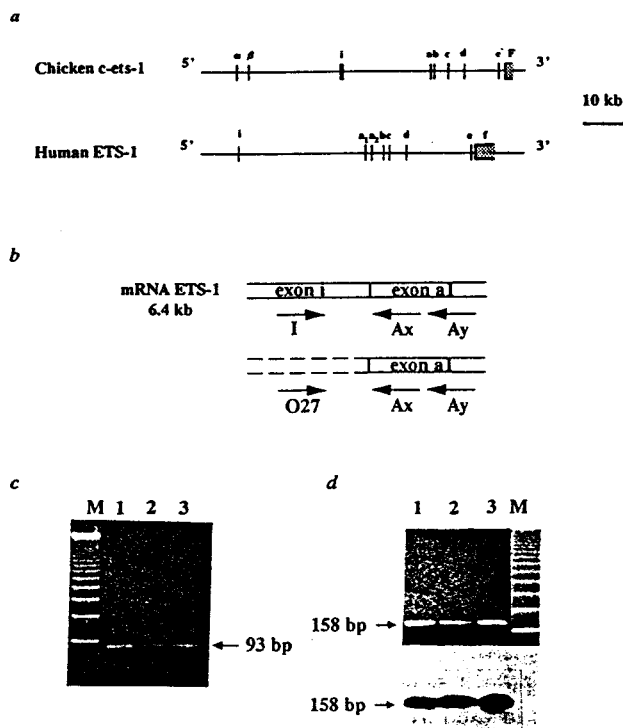 a
α β i a b c d e' F
Chicken c-ets-1 5' 3'
10 kb
i a1 a2 b c d e f
Human ETS-1 5' 3'
b
mRNA ETS-1
6.4 kb
exon i exon a
I Ax Ay
exon a
O27 Ax Ay
c d
M 1 2 3
1 2 3 M
93 bp
158 bp
158 bp